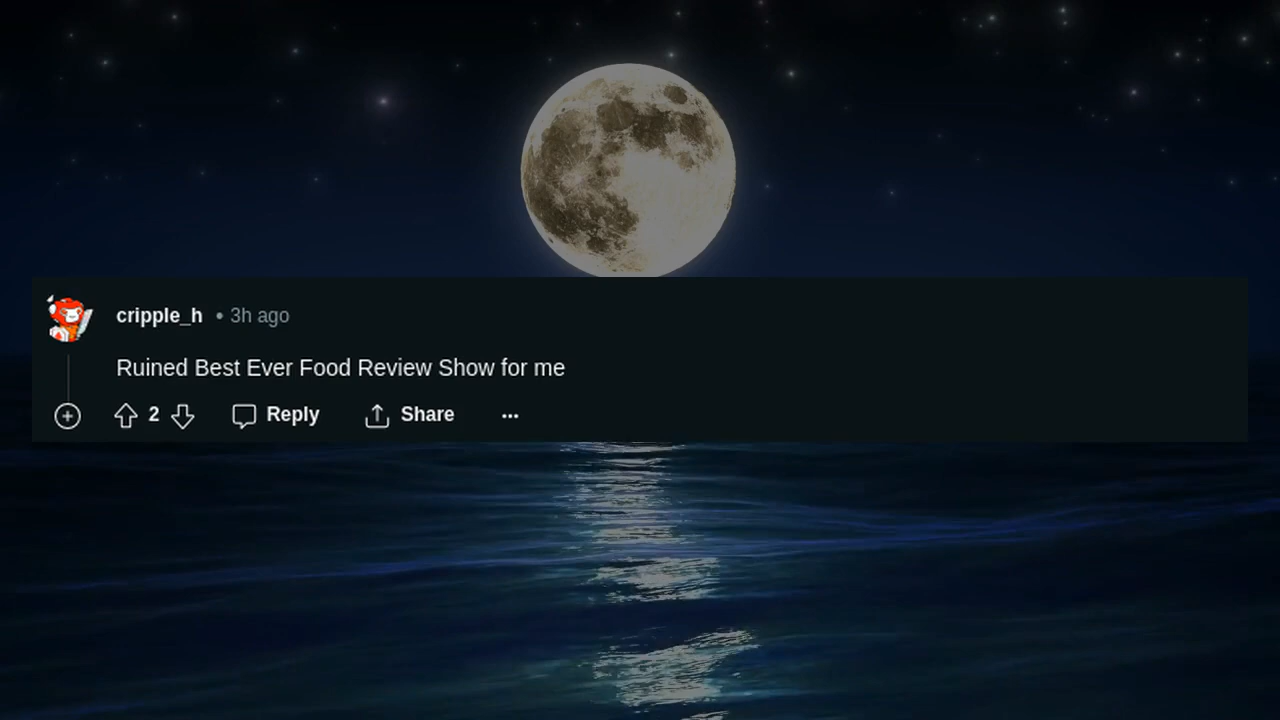 cripple_h • 3h ago
Ruined Best Ever Food Review Show for me
2 Reply Share ...